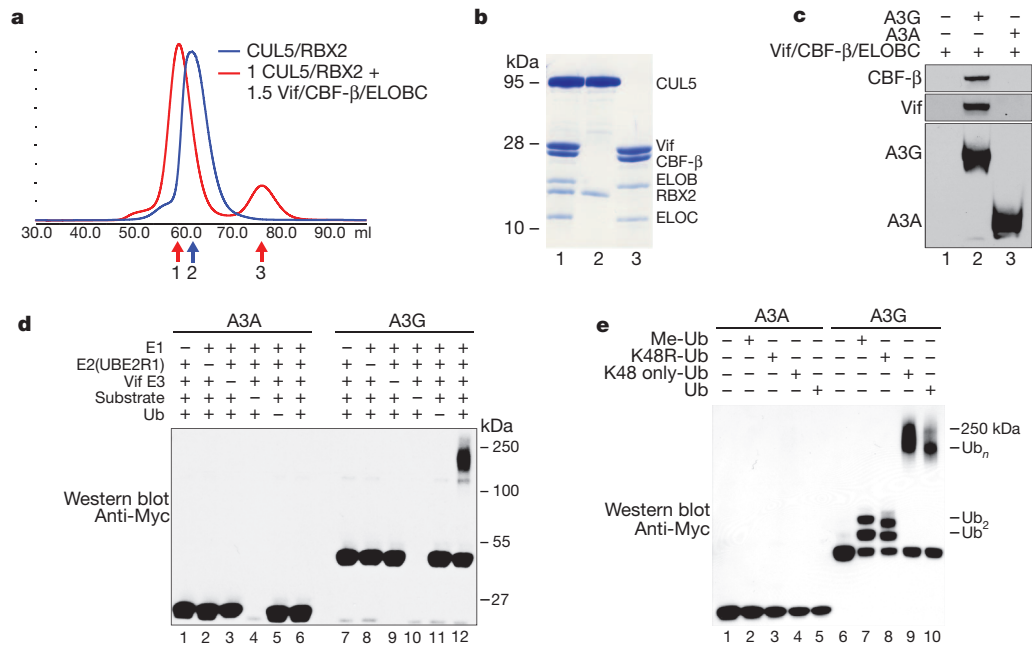 a
CUL5/RBX2
1 CUL5/RBX2 +
1.5 Vif/CBF-β/ELOBC
30.0 40.0 50.0 60.0 70.0 80.0 90.0 ml
1 2 3
b
kDa
95 –
28 –
10 –
CUL5
Vif
CBF-β
ELOB
RBX2
ELOC
1 2 3
c
A3G – + –
A3A – – +
Vif/CBF-β/ELOBC + + +
CBF-β
Vif
A3G
A3A
1 2 3
d
A3A A3G
E1 – + + + + + – + + + + +
E2(UBE2R1) + – + + + + + – + + + +
Vif E3 + + – + + + + + – + + +
Substrate + + + – – + + + + – + +
Ub + + + + + + + + + + – +
kDa
– 250
– 100
– 55
–27
Western blot
Anti-Myc
1 2 3 4 5 6 7 8 9 10 11 12
e
A3A A3G
Me-Ub – + – – – – + – – –
K48R-Ub – – + – – – – + – –
K48 only-Ub – – – + – – – – + –
Ub – – – – + – – – – +
–250 kDa
–Ubn
–Ub2
–Ub
Western blot
Anti-Myc
1 2 3 4 5 6 7 8 9 10